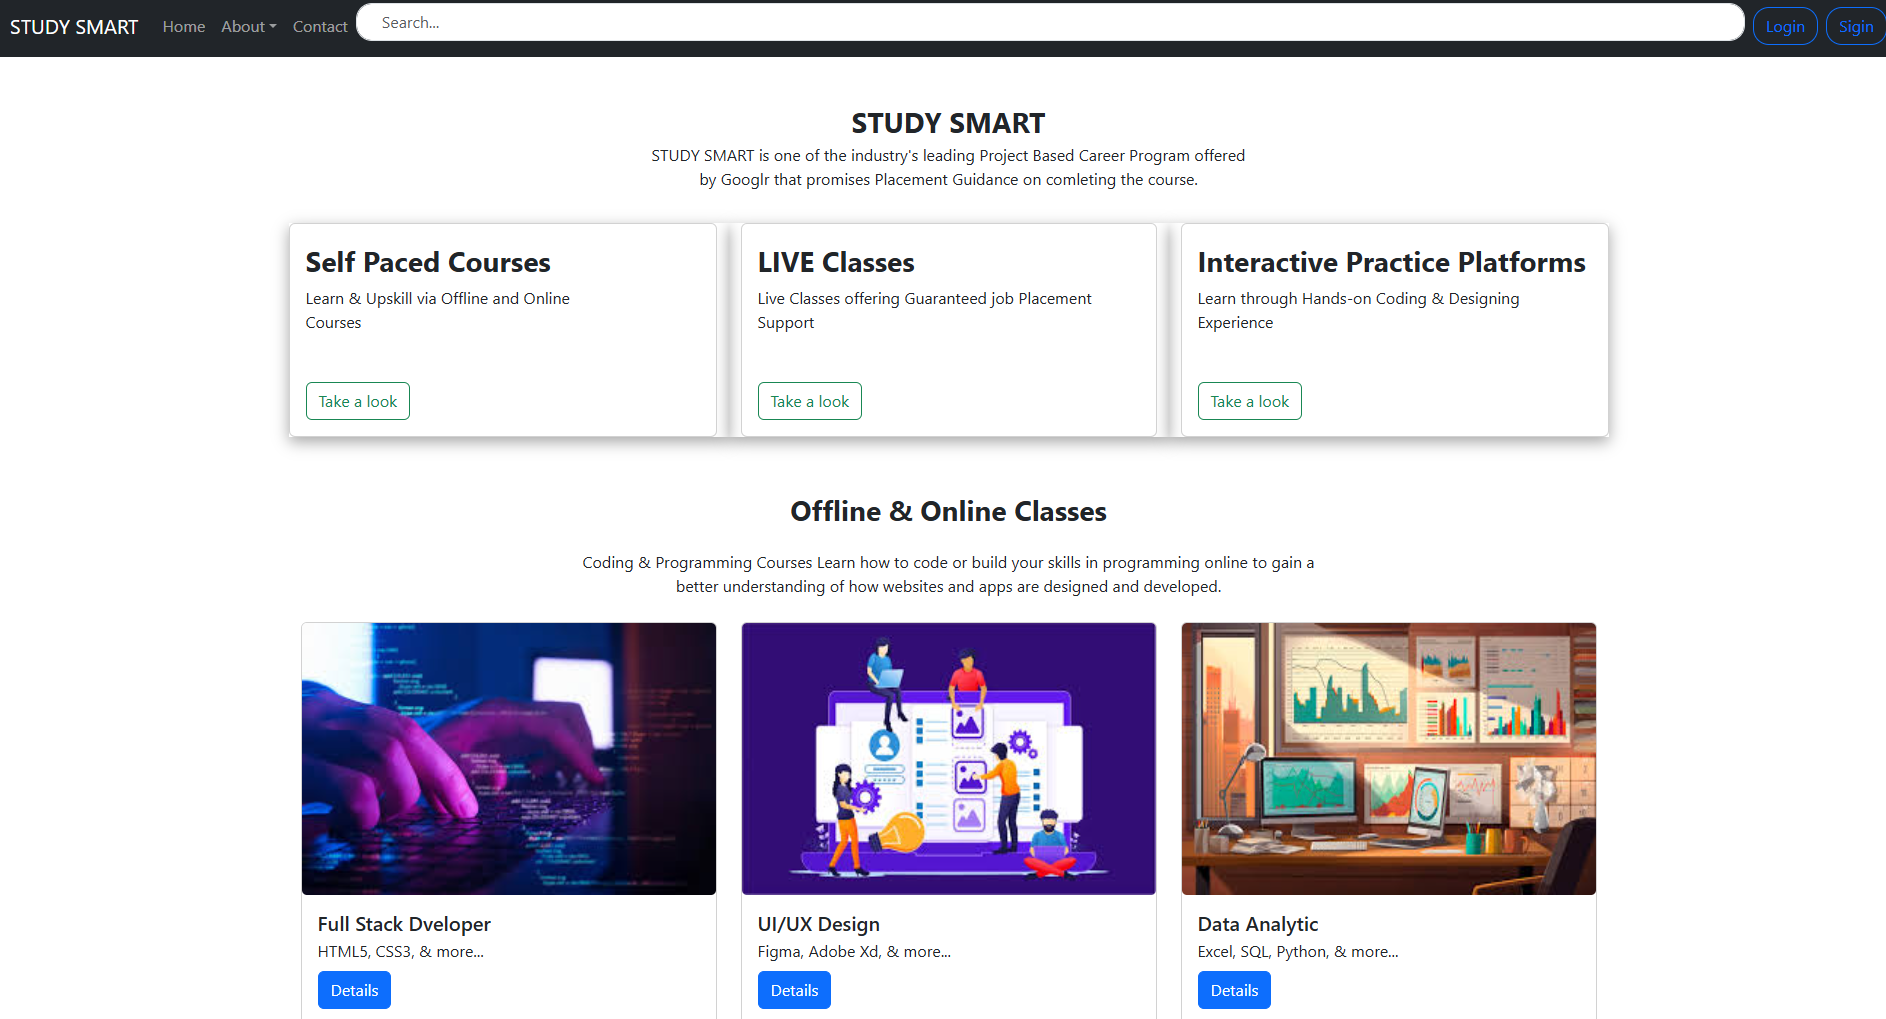 STUDY SMART Home About Contact Search... Login Sigin
STUDY SMART
STUDY SMART is one of the industry's leading Project Based Career Program offered
by Googlr that promises Placement Guidance on comleting the course.
Self Paced Courses
Learn & Upskill via Offline and Online
Courses
Take a look
LIVE Classes
Live Classes offering Guaranteed job Placement
Support
Take a look
Interactive Practice Platforms
Learn through Hands-on Coding & Designing
Experience
Take a look
Offline & Online Classes
Coding & Programming Courses Learn how to code or build your skills in programming online to gain a
better understanding of how websites and apps are designed and developed.
Full Stack Dveloper
HTML5, CSS3, & more...
Details
UI/UX Design
Figma, Adobe Xd, & more...
Details
Data Analytic
Excel, SQL, Python, & more...
Details